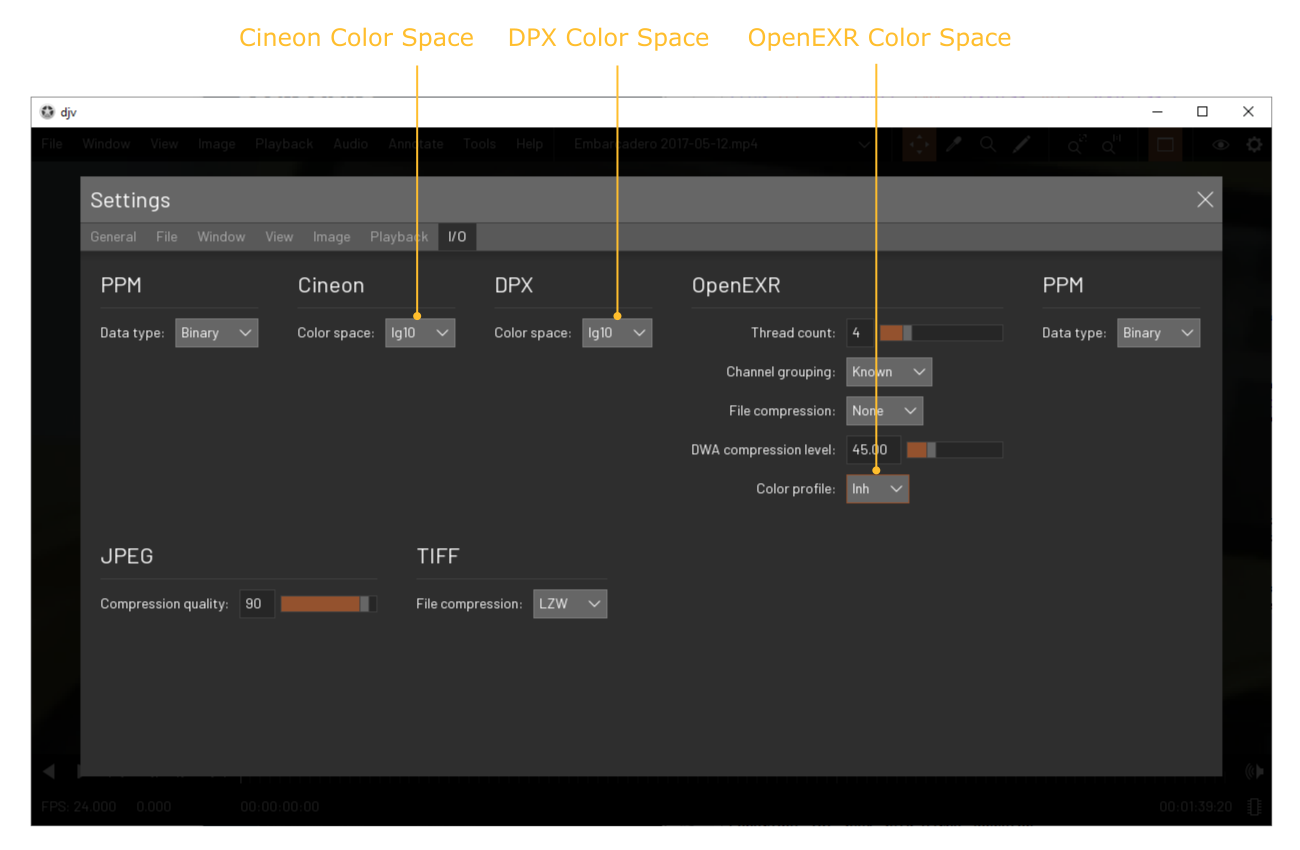 Cineon Color Space DPX Color Space OpenEXR Color Space
djv
File Window View Image Playback Audio Annotate Tools Help Embarcadero 2017-05-12.mp4
Settings
General File Window View Image Playback I/O
PPM Cineon DPX OpenEXR PPM
Data type: Binary Color space: lg10 Color space: lg10 Thread count: 4 Data type: Binary
Channel grouping: Known
File compression: None
DWA compression level: 45.00
Color profile: Inh
JPEG TIFF
Compression quality: 90 File compression: LZW
FPS: 24.000 0.000 00:00:00.00 00:01:39:20